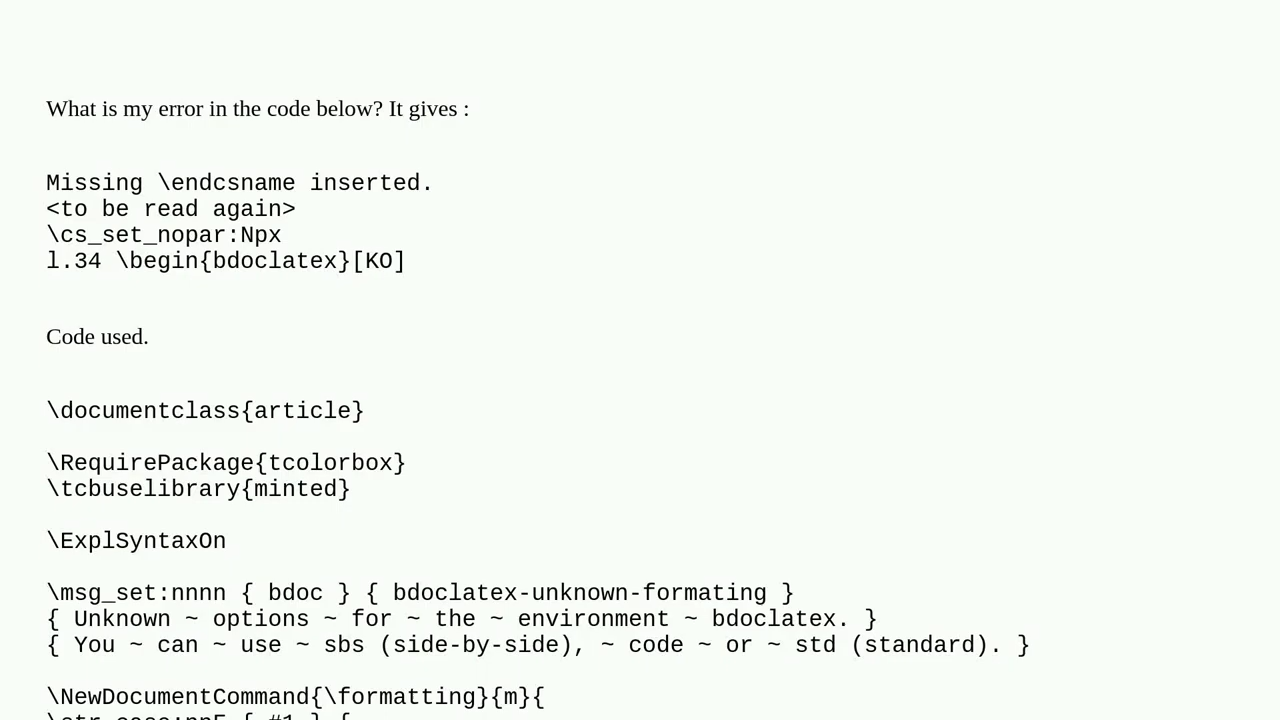 What is my error in the code below? It gives :
Missing \endcsname inserted.
<to be read again>
\cs_set_nopar:Npx
l.34 \begin{bdoclatex}[KO]
Code used.
\documentclass{article}
\RequirePackage{tcolorbox}
\tcbuselibrary{minted}
\ExplSyntaxOn
\msg_set:nnnn { bdoc } { bdoclatex-unknown-formating }
{ Unknown ~ options ~ for ~ the ~ environment ~ bdoclatex. }
{ You ~ can ~ use ~ sbs (side-by-side), ~ code ~ or ~ std (standard). }
\NewDocumentCommand{\formatting}{m}{
\str_case:nnF { #1 } {